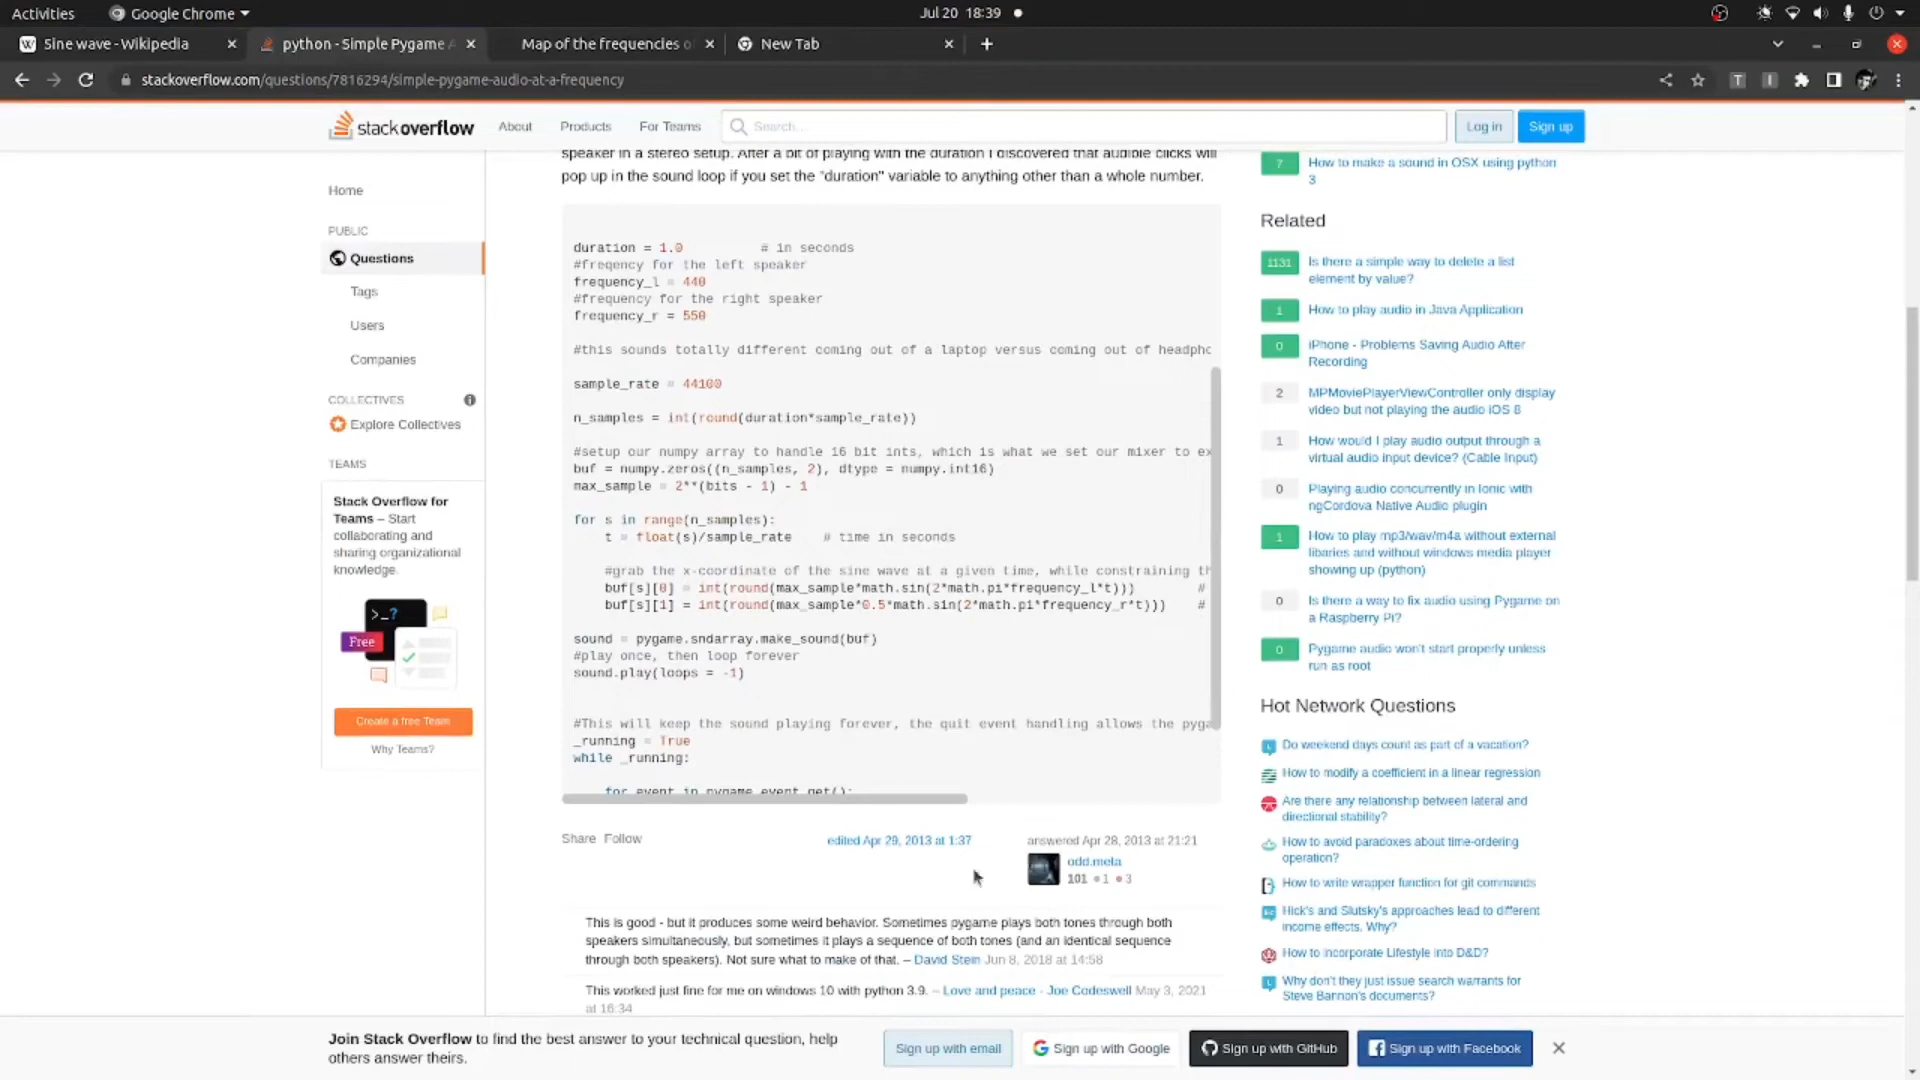 Activities
Google Chrome
Jul 20 18:39
Sine wave - Wikipedia
python - Simple Pygame A
Map of the frequencies o
New Tab
stackoverflow.com/questions/7816294/simple-pygame-audio-at-a-frequency
stackoverflow
About
Products
For Teams
Search...
Log in
Sign up
Home
PUBLIC
Questions
Tags
Users
Companies
COLLECTIVES
Explore Collectives
TEAMS
Stack Overflow for
Teams – Start
collaborating and
sharing organizational
knowledge.
>_?
Free
Create a free Team
Why Teams?
speaker in a stereo setup. After a bit of playing with the duration I discovered that audible clicks will
pop up in the sound loop if you set the "duration" variable to anything other than a whole number.
duration = 1.0          # in seconds
#freqency for the left speaker
frequency_l = 440
#frequency for the right speaker
frequency_r = 550
#this sounds totally different coming out of a laptop versus coming out of headpho
sample_rate = 44100
n_samples = int(round(duration*sample_rate))
#setup our numpy array to handle 16 bit ints, which is what we set our mixer to ex
buf = numpy.zeros((n_samples, 2), dtype = numpy.int16)
max_sample = 2**(bits - 1) - 1
for s in range(n_samples):
    t = float(s)/sample_rate    # time in seconds
    #grab the x-coordinate of the sine wave at a given time, while constraining th
    buf[s][0] = int(round(max_sample*math.sin(2*math.pi*frequency_l*t)))        #
    buf[s][1] = int(round(max_sample*0.5*math.sin(2*math.pi*frequency_r*t)))    #
sound = pygame.sndarray.make_sound(buf)
#play once, then loop forever
sound.play(loops = -1)
#This will keep the sound playing forever, the quit event handling allows the pyga
_running = True
while _running:
    for event in pygame.event.get():
Share Follow
edited Apr 29, 2013 at 1:37
answered Apr 28, 2013 at 21:21
odd.meta
101 1 3
This is good - but it produces some weird behavior. Sometimes pygame plays both tones through both
speakers simultaneously, but sometimes it plays a sequence of both tones (and an identical sequence
through both speakers). Not sure what to make of that. – David Stein Jun 8, 2018 at 14:58
This worked just fine for me on windows 10 with python 3.9. – Love and peace - Joe Codeswell May 3, 2021
at 16:34
7 How to make a sound in OSX using python
3
Related
1131 Is there a simple way to delete a list
element by value?
1 How to play audio in Java Application
0 iPhone - Problems Saving Audio After
Recording
2 MPMoviePlayerViewController only display
video but not playing the audio iOS 8
1 How would I play audio output through a
virtual audio input device? (Cable Input)
0 Playing audio concurrently in Ionic with
ngCordova Native Audio plugin
1 How to play mp3/wav/m4a without external
libaries and without windows media player
showing up (python)
0 Is there a way to fix audio using Pygame on
a Raspberry Pi?
0 Pygame audio won't start properly unless
run as root
Hot Network Questions
Do weekend days count as part of a vacation?
How to modify a coefficient in a linear regression
Are there any relationship between lateral and
directional stability?
How to avoid paradoxes about time-ordering
operation?
How to write wrapper function for git commands
Hick's and Slutsky's approaches lead to different
income effects. Why?
How to incorporate Lifestyle into D&D?
Why don't they just issue search warrants for
Steve Bannon's documents?
Join Stack Overflow to find the best answer to your technical question, help
others answer theirs.
Sign up with email
Sign up with Google
Sign up with GitHub
Sign up with Facebook